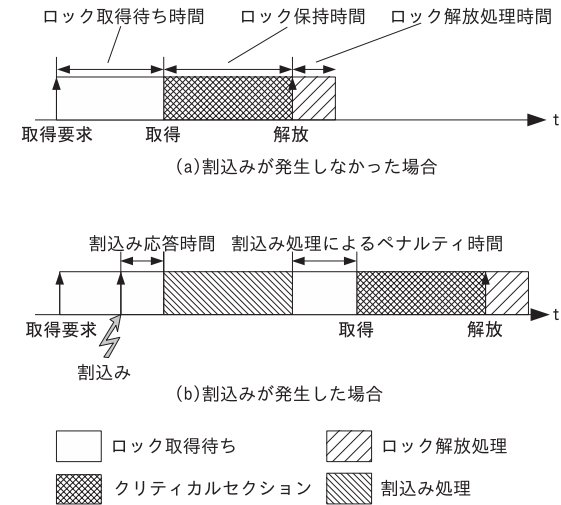 ロック取得待ち時間 ロック保持時間 ロック解放処理時間
取得要求 取得 解放 t
(a)割込みが発生しなかった場合
割込み応答時間 割込み処理によるペナルティ時間
取得要求 取得 解放 t
割込み
(b)割込みが発生した場合
ロック取得待ち ロック解放処理
クリティカルセクション 割込み処理